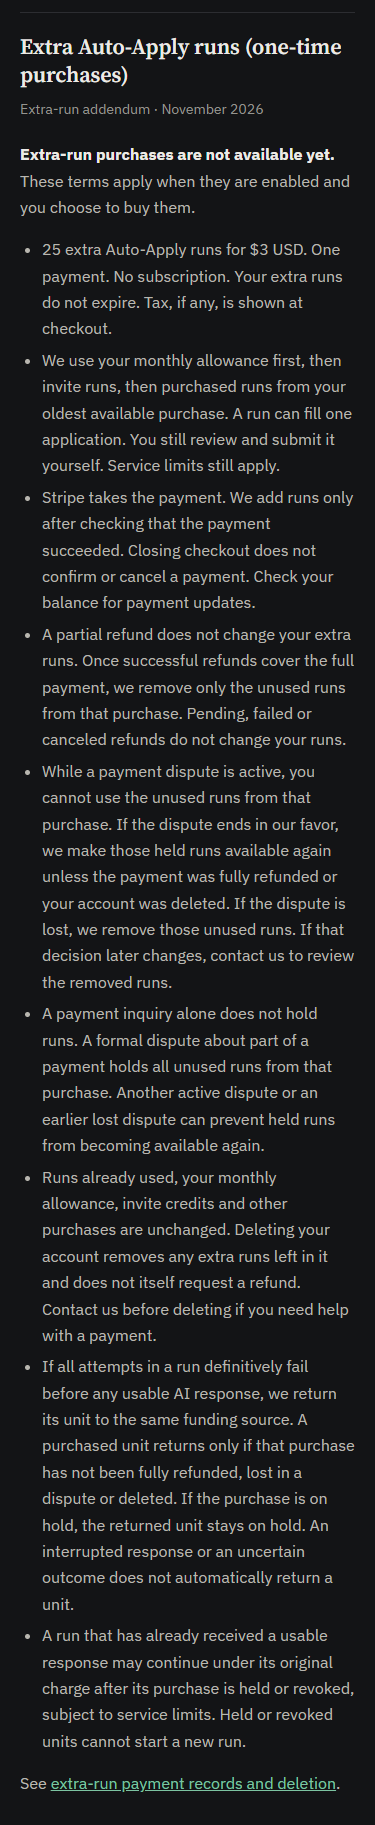 Extra Auto-Apply runs (one-time
purchases)
Extra-run addendum · November 2026
Extra-run purchases are not available yet.
These terms apply when they are enabled and
you choose to buy them.
• 25 extra Auto-Apply runs for $3 USD. One
payment. No subscription. Your extra runs
do not expire. Tax, if any, is shown at
checkout.
• We use your monthly allowance first, then
invite runs, then purchased runs from your
oldest available purchase. A run can fill one
application. You still review and submit it
yourself. Service limits still apply.
• Stripe takes the payment. We add runs only
after checking that the payment
succeeded. Closing checkout does not
confirm or cancel a payment. Check your
balance for payment updates.
• A partial refund does not change your extra
runs. Once successful refunds cover the full
payment, we remove only the unused runs
from that purchase. Pending, failed or
canceled refunds do not change your runs.
• While a payment dispute is active, you
cannot use the unused runs from that
purchase. If the dispute ends in our favor,
we make those held runs available again
unless the payment was fully refunded or
your account was deleted. If the dispute is
lost, we remove those unused runs. If that
decision later changes, contact us to review
the removed runs.
• A payment inquiry alone does not hold
runs. A formal dispute about part of a
payment holds all unused runs from that
purchase. Another active dispute or an
earlier lost dispute can prevent held runs
from becoming available again.
• Runs already used, your monthly
allowance, invite credits and other
purchases are unchanged. Deleting your
account removes any extra runs left in it
and does not itself request a refund.
Contact us before deleting if you need help
with a payment.
• If all attempts in a run definitively fail
before any usable AI response, we return
its unit to the same funding source. A
purchased unit returns only if that purchase
has not been fully refunded, lost in a
dispute or deleted. If the purchase is on
hold, the returned unit stays on hold. An
interrupted response or an uncertain
outcome does not automatically return a
unit.
• A run that has already received a usable
response may continue under its original
charge after its purchase is held or revoked,
subject to service limits. Held or revoked
units cannot start a new run.
See extra-run payment records and deletion.